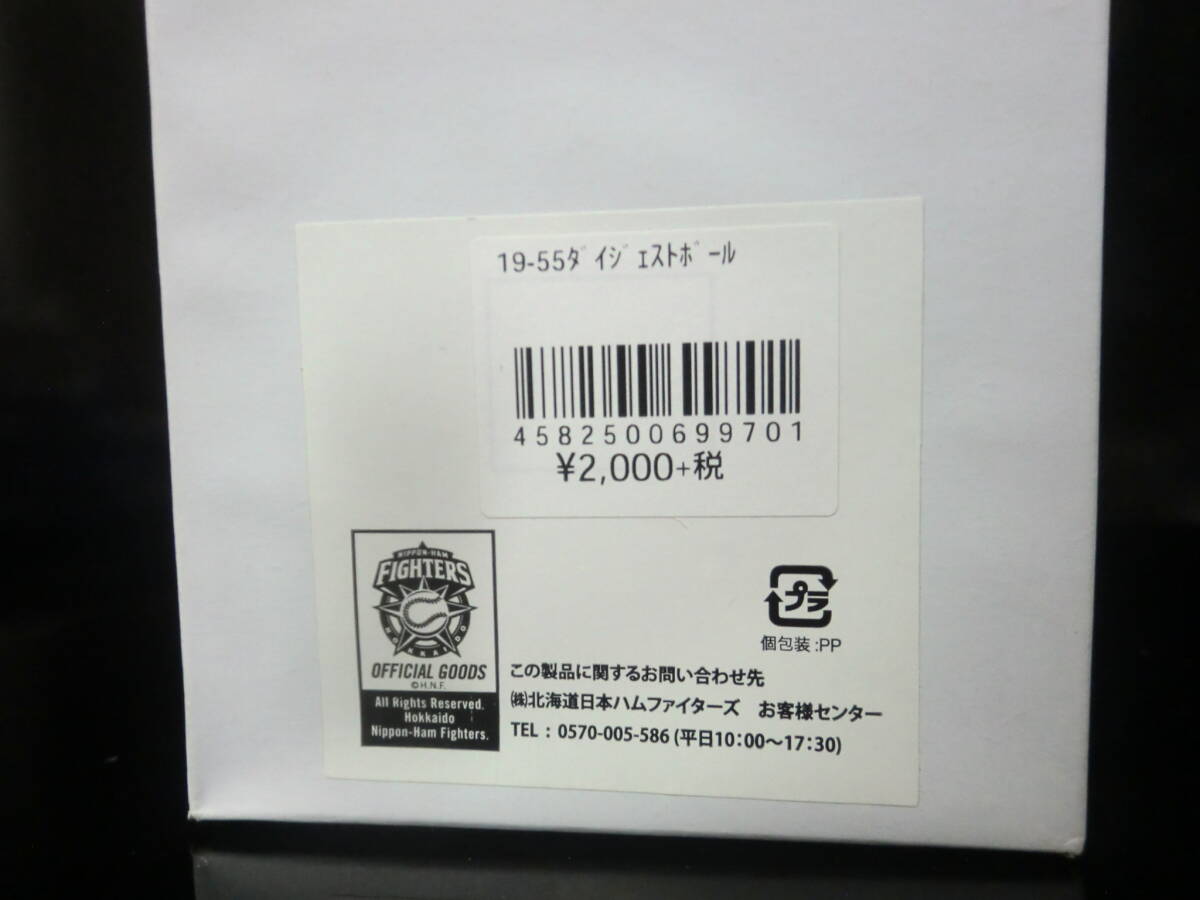 19-55ﾀﾞｲｼﾞｪｽﾄﾎﾞｰﾙ
4582500699701
¥2,000+税
NIPPON-HAM
FIGHTERS
HOKKAIDO
OFFICIAL GOODS
©H.N.F.
All Rights Reserved.
Hokkaido
Nippon-Ham Fighters.
プラ
個包装:PP
この製品に関するお問い合わせ先
㈱北海道日本ハムファイターズ　お客様センター
TEL : 0570-005-586 (平日10:00〜17:30)